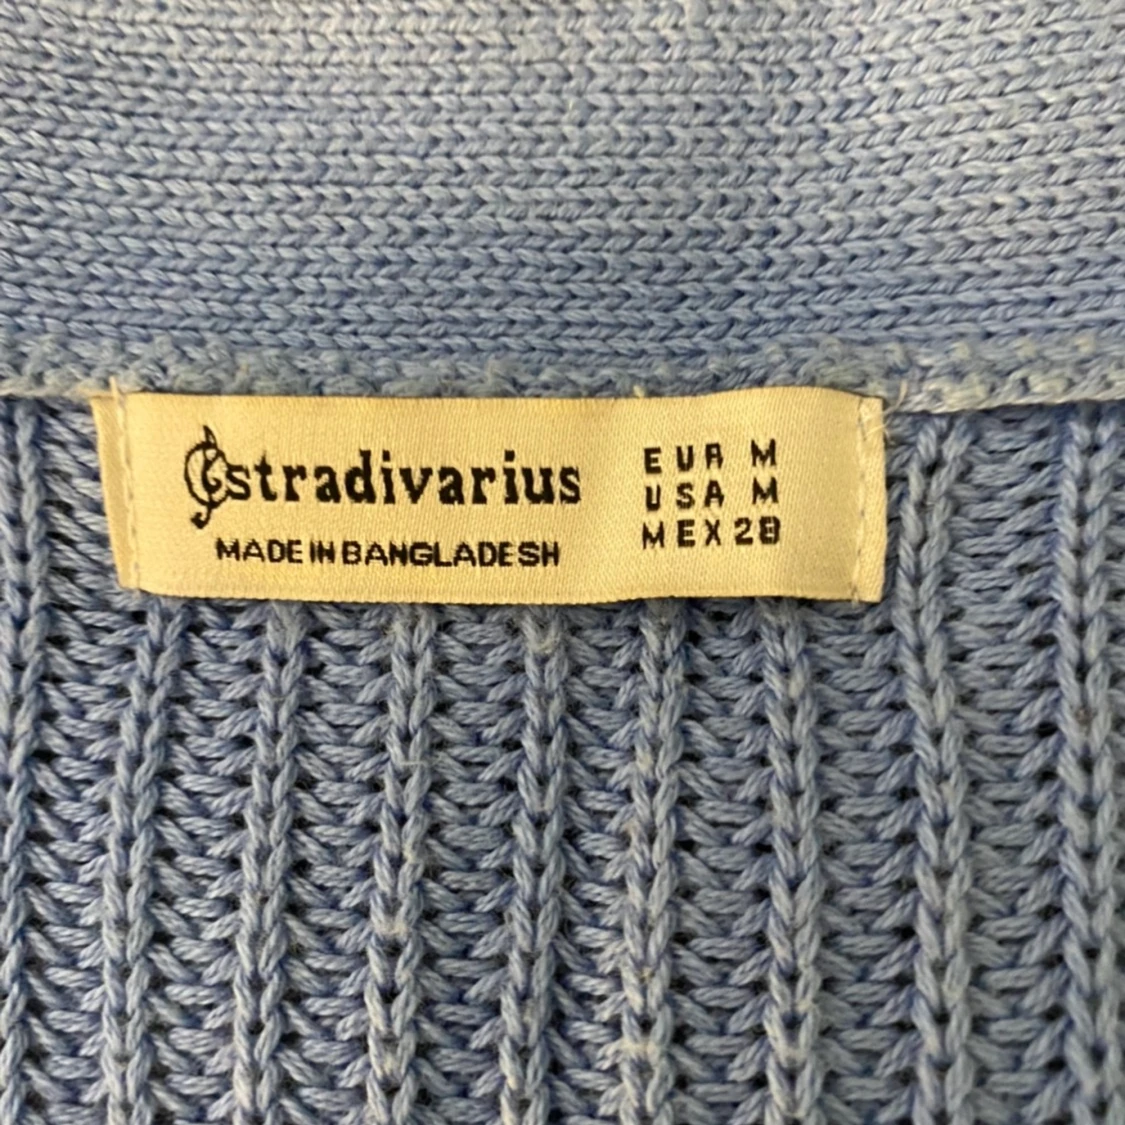 stradivarius
MADE IN BANGLADESH
EUR M
USA M
MEX 28